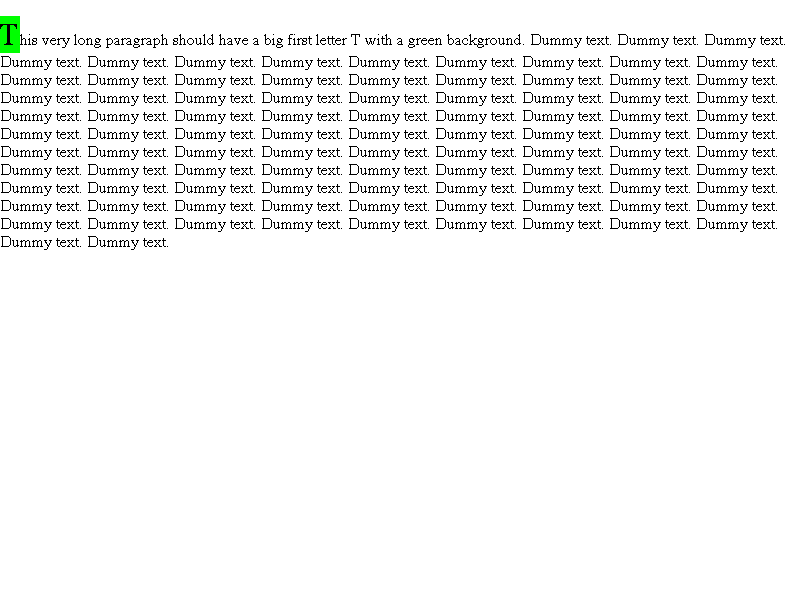 This very long paragraph should have a big first letter T with a green background. Dummy text. Dummy text. Dummy text.
Dummy text. Dummy text. Dummy text. Dummy text. Dummy text. Dummy text. Dummy text. Dummy text. Dummy text.
Dummy text. Dummy text. Dummy text. Dummy text. Dummy text. Dummy text. Dummy text. Dummy text. Dummy text.
Dummy text. Dummy text. Dummy text. Dummy text. Dummy text. Dummy text. Dummy text. Dummy text. Dummy text.
Dummy text. Dummy text. Dummy text. Dummy text. Dummy text. Dummy text. Dummy text. Dummy text. Dummy text.
Dummy text. Dummy text. Dummy text. Dummy text. Dummy text. Dummy text. Dummy text. Dummy text. Dummy text.
Dummy text. Dummy text. Dummy text. Dummy text. Dummy text. Dummy text. Dummy text. Dummy text. Dummy text.
Dummy text. Dummy text. Dummy text. Dummy text. Dummy text. Dummy text. Dummy text. Dummy text. Dummy text.
Dummy text. Dummy text. Dummy text. Dummy text. Dummy text. Dummy text. Dummy text. Dummy text. Dummy text.
Dummy text. Dummy text. Dummy text. Dummy text. Dummy text. Dummy text. Dummy text. Dummy text. Dummy text.
Dummy text. Dummy text. Dummy text. Dummy text. Dummy text. Dummy text. Dummy text. Dummy text. Dummy text.
Dummy text. Dummy text.